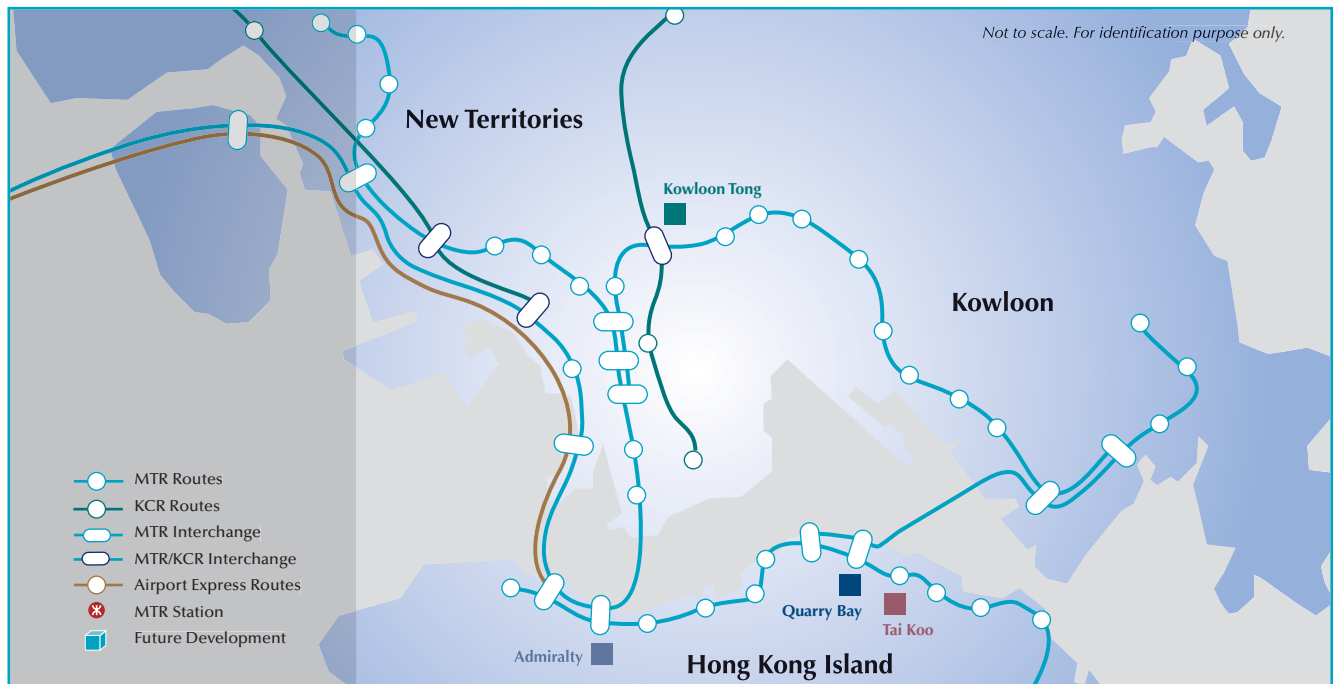 Not to scale. For identification purpose only.
New Territories
Kowloon Tong
Kowloon
MTR Routes
KCR Routes
MTR Interchange
MTR/KCR Interchange
Airport Express Routes
MTR Station
Future Development
Quarry Bay
Tai Koo
Admiralty
Hong Kong Island